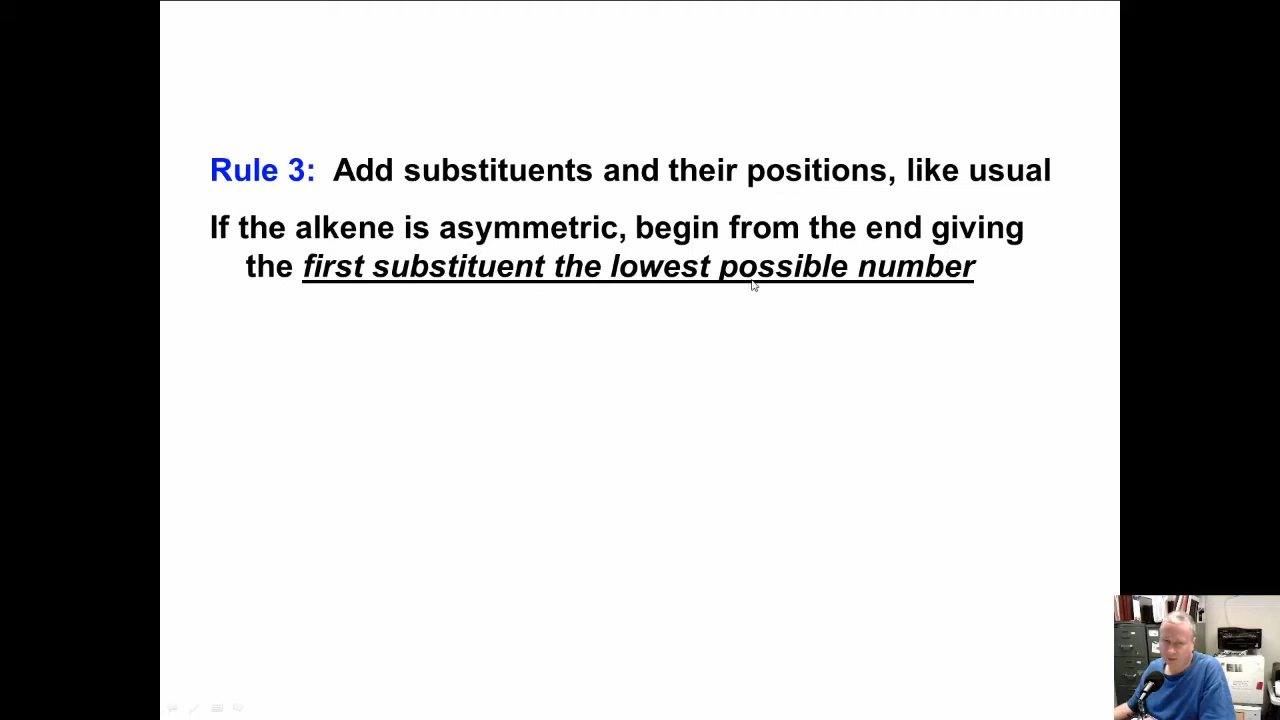 Rule 3: Add substituents and their positions, like usual
If the alkene is asymmetric, begin from the end giving
the first substituent the lowest possible number